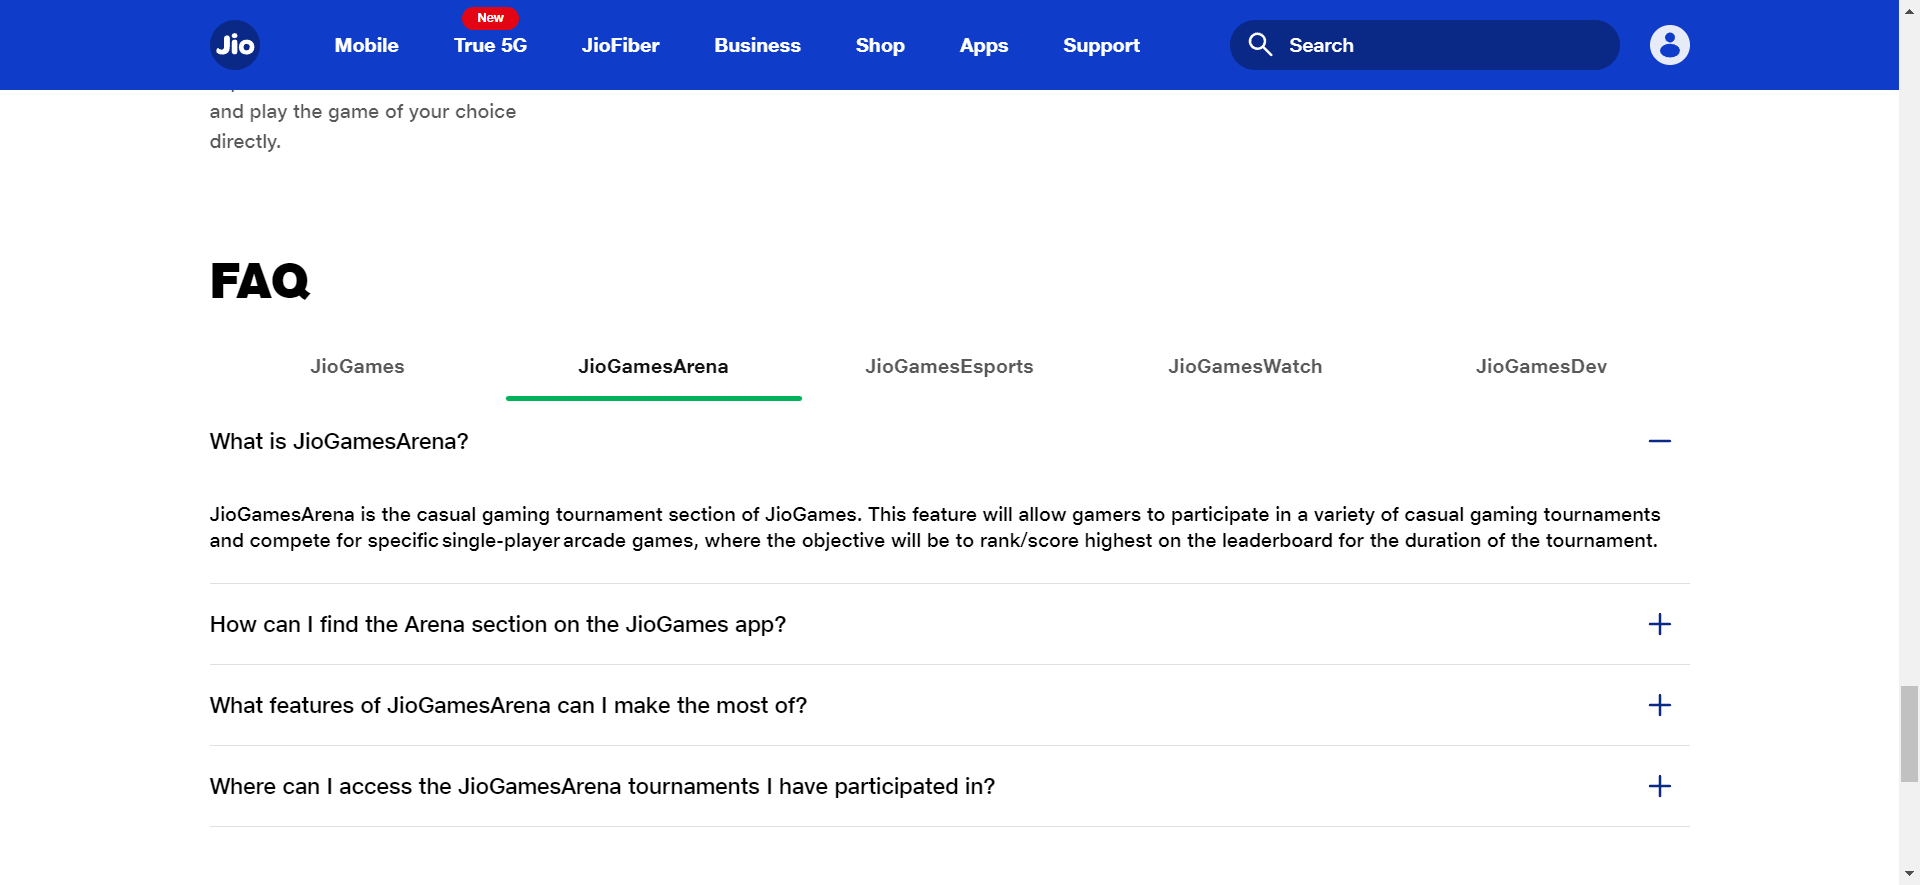 Jio
Mobile
New
True 5G
JioFiber
Business
Shop
Apps
Support
Search
and play the game of your choice
directly.
FAQ
JioGames
JioGamesArena
JioGamesEsports
JioGamesWatch
JioGamesDev
What is JioGamesArena?
JioGamesArena is the casual gaming tournament section of JioGames. This feature will allow gamers to participate in a variety of casual gaming tournaments
and compete for specific single-player arcade games, where the objective will be to rank/score highest on the leaderboard for the duration of the tournament.
How can I find the Arena section on the JioGames app?
What features of JioGamesArena can I make the most of?
Where can I access the JioGamesArena tournaments I have participated in?